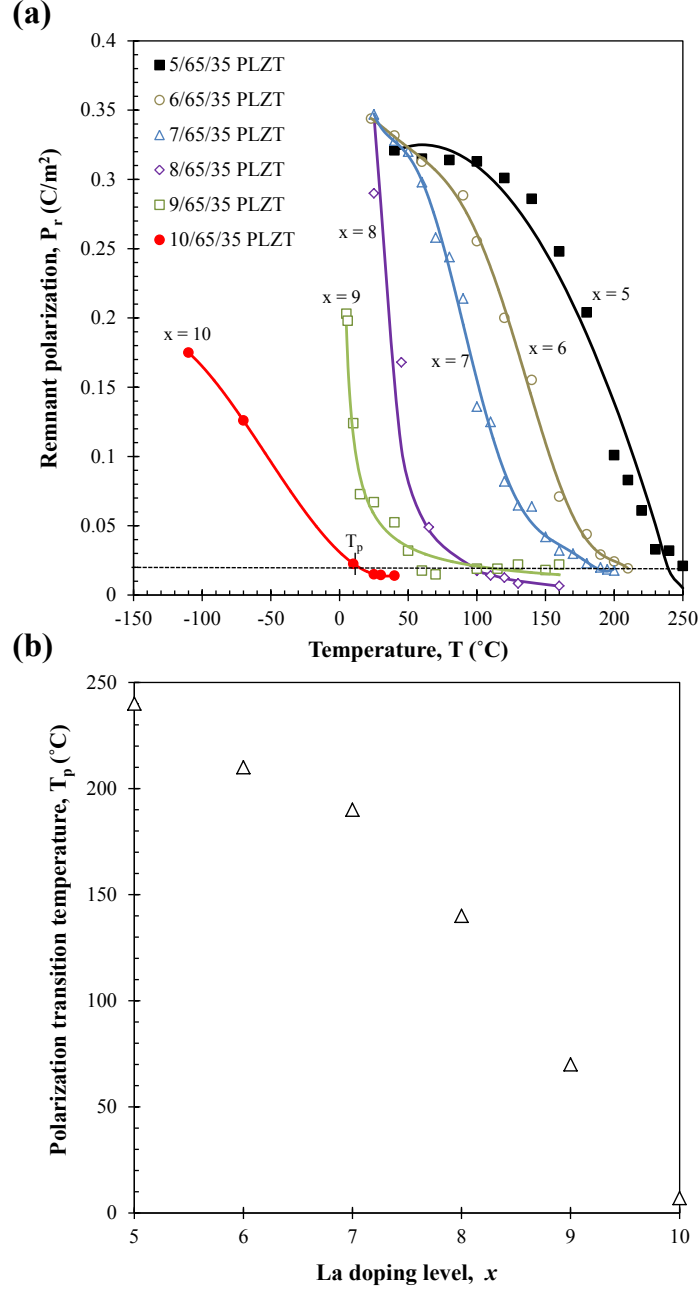 (a)
0.4
0.35
0.3
0.25
0.2
0.15
0.1
0.05
0
Remnant polarization, P_r (C/m²)
5/65/35 PLZT
6/65/35 PLZT
7/65/35 PLZT
8/65/35 PLZT
9/65/35 PLZT
10/65/35 PLZT
x = 8
x = 9
x = 5
x = 10
x = 7
x = 6
T_p
-150 -100 -50 0 50 100 150 200 250
Temperature, T (˚C)
(b)
250
200
150
100
50
0
Polarization transition temperature, T_p (˚C)
5 6 7 8 9 10
La doping level, x